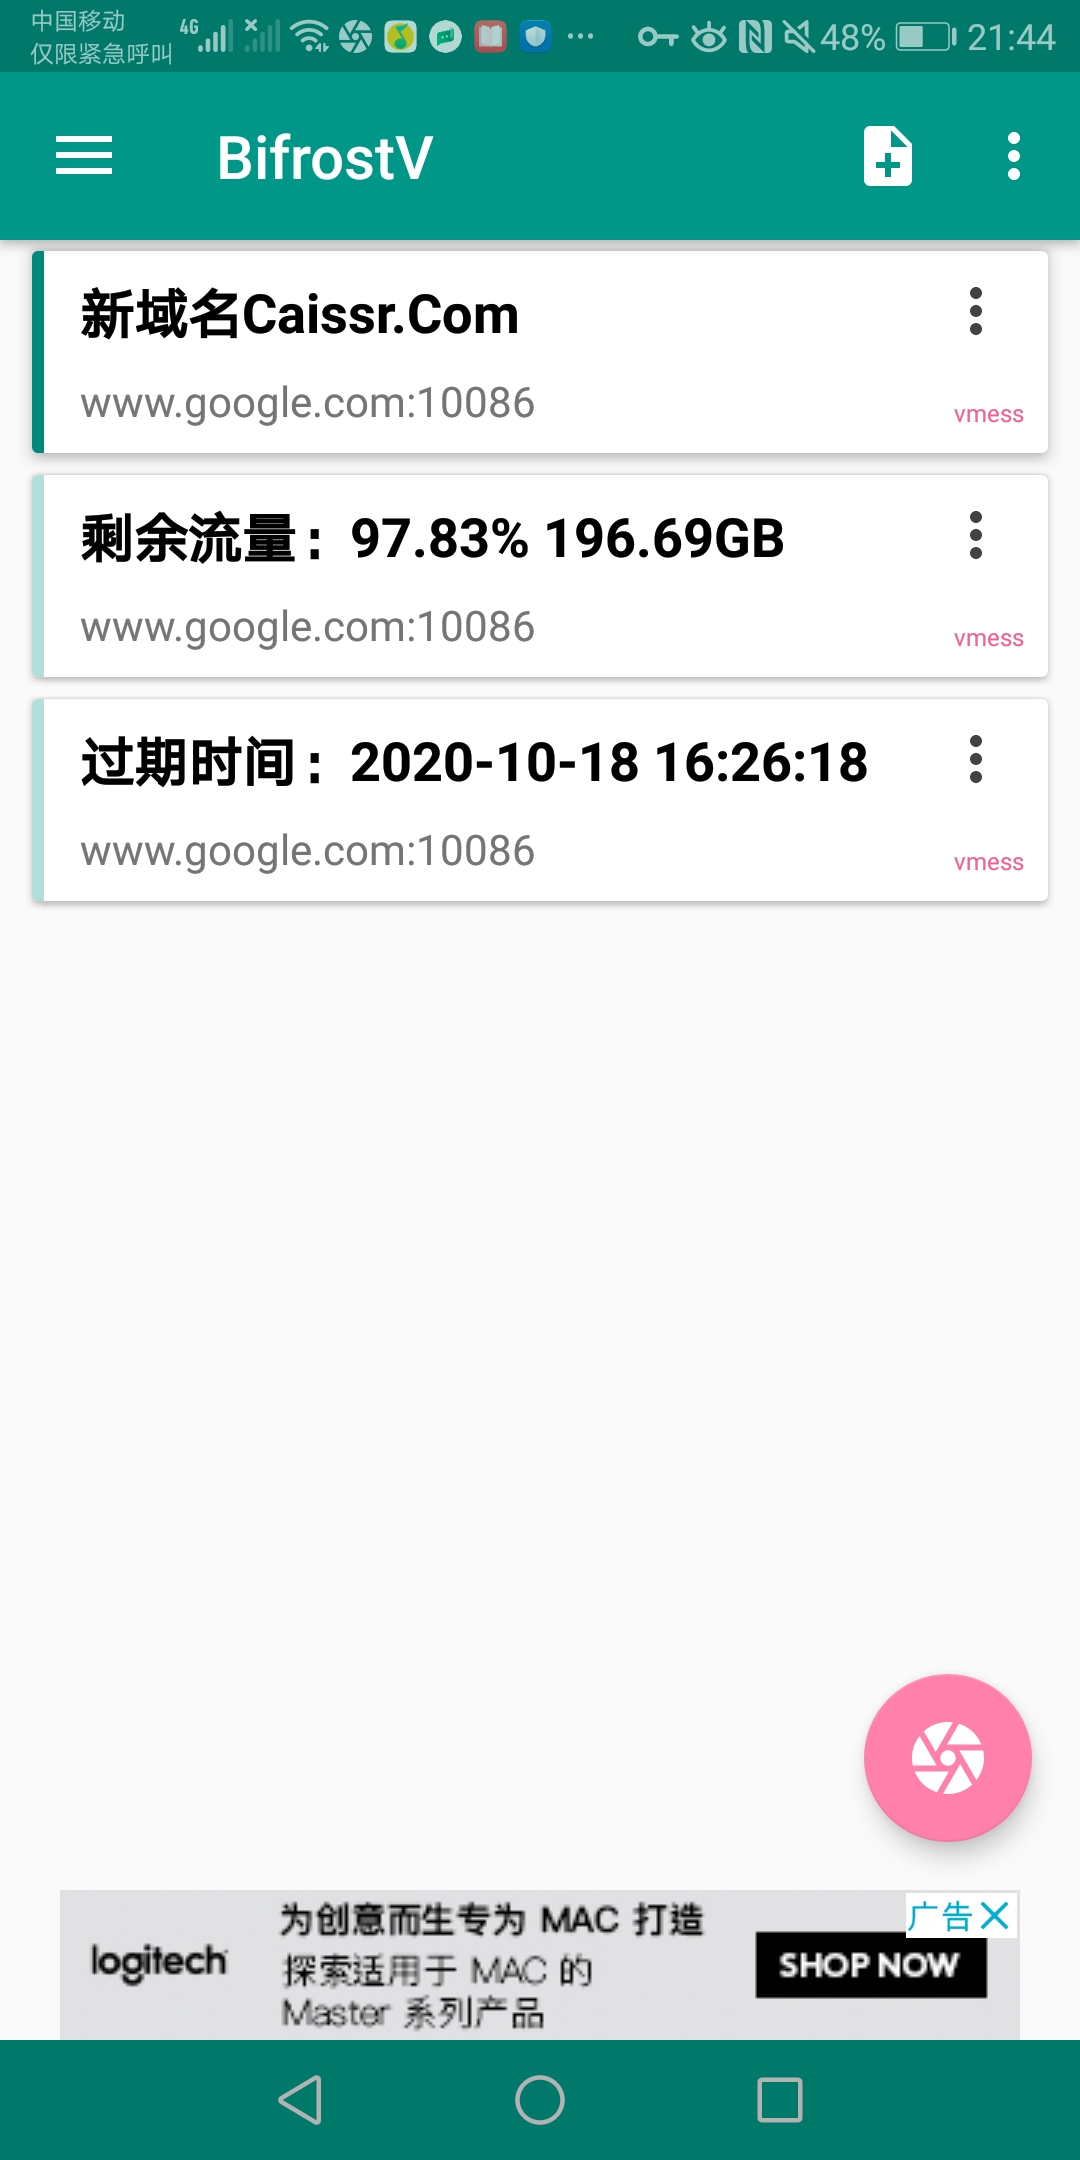 中国移动
仅限紧急呼叫
4G
48%
21:44
BifrostV
新域名Caissr.Com
www.google.com:10086
vmess
剩余流量：97.83% 196.69GB
www.google.com:10086
vmess
过期时间：2020-10-18 16:26:18
www.google.com:10086
vmess
logitech
为创意而生专为 MAC 打造
探索适用于 MAC 的
Master 系列产品
广告
SHOP NOW